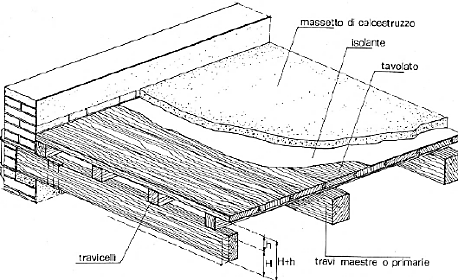 massetto di calcestruzzo
isolante
tavolato
travicelli
h
H
H+h
travi maestre o primarie